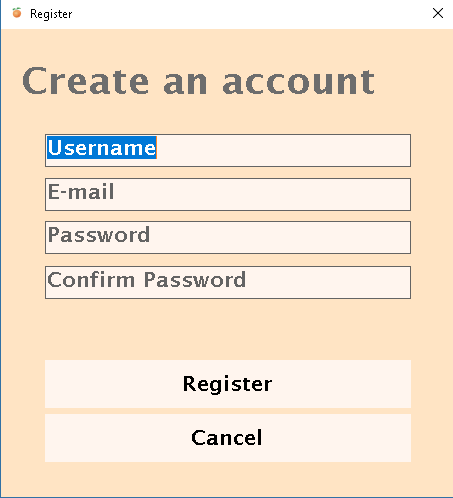 Register
Create an account
Username
E-mail
Password
Confirm Password
Register
Cancel